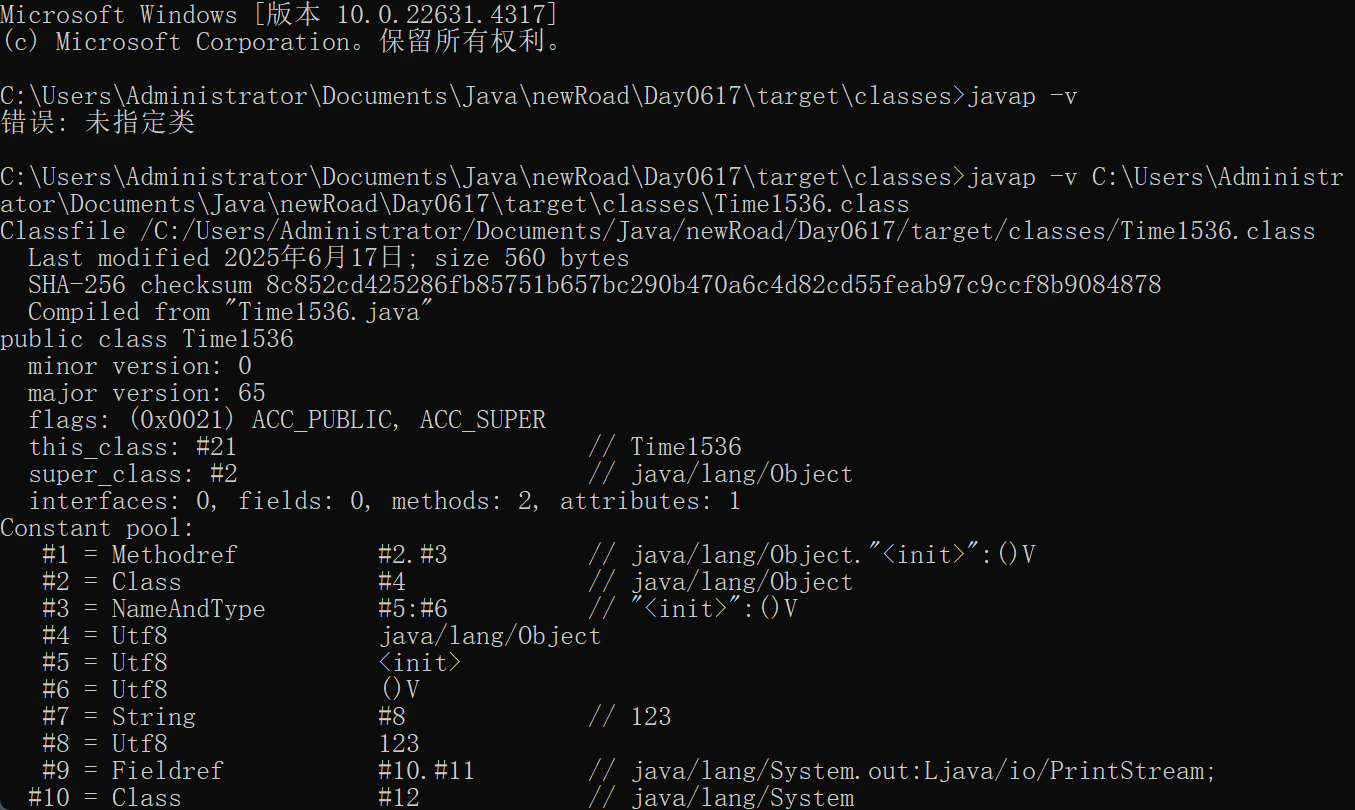 Microsoft Windows [版本 10.0.22631.4317]
(c) Microsoft Corporation。保留所有权利。
C:\Users\Administrator\Documents\Java\newRoad\Day0617\target\classes>javap -v
错误: 未指定类
C:\Users\Administrator\Documents\Java\newRoad\Day0617\target\classes>javap -v C:\Users\Administr
ator\Documents\Java\newRoad\Day0617\target\classes\Time1536.class
Classfile /C:/Users/Administrator/Documents/Java/newRoad/Day0617/target/classes/Time1536.class
  Last modified 2025年6月17日; size 560 bytes
  SHA-256 checksum 8c852cd425286fb85751b657bc290b470a6c4d82cd55feab97c9ccf8b9084878
  Compiled from "Time1536.java"
public class Time1536
  minor version: 0
  major version: 65
  flags: (0x0021) ACC_PUBLIC, ACC_SUPER
  this_class: #21                         // Time1536
  super_class: #2                         // java/lang/Object
  interfaces: 0, fields: 0, methods: 2, attributes: 1
Constant pool:
   #1 = Methodref          #2.#3          // java/lang/Object."<init>":()V
   #2 = Class              #4             // java/lang/Object
   #3 = NameAndType        #5:#6          // "<init>":()V
   #4 = Utf8               java/lang/Object
   #5 = Utf8               <init>
   #6 = Utf8               ()V
   #7 = String             #8             // 123
   #8 = Utf8               123
   #9 = Fieldref           #10.#11        // java/lang/System.out:Ljava/io/PrintStream;
  #10 = Class              #12            // java/lang/System